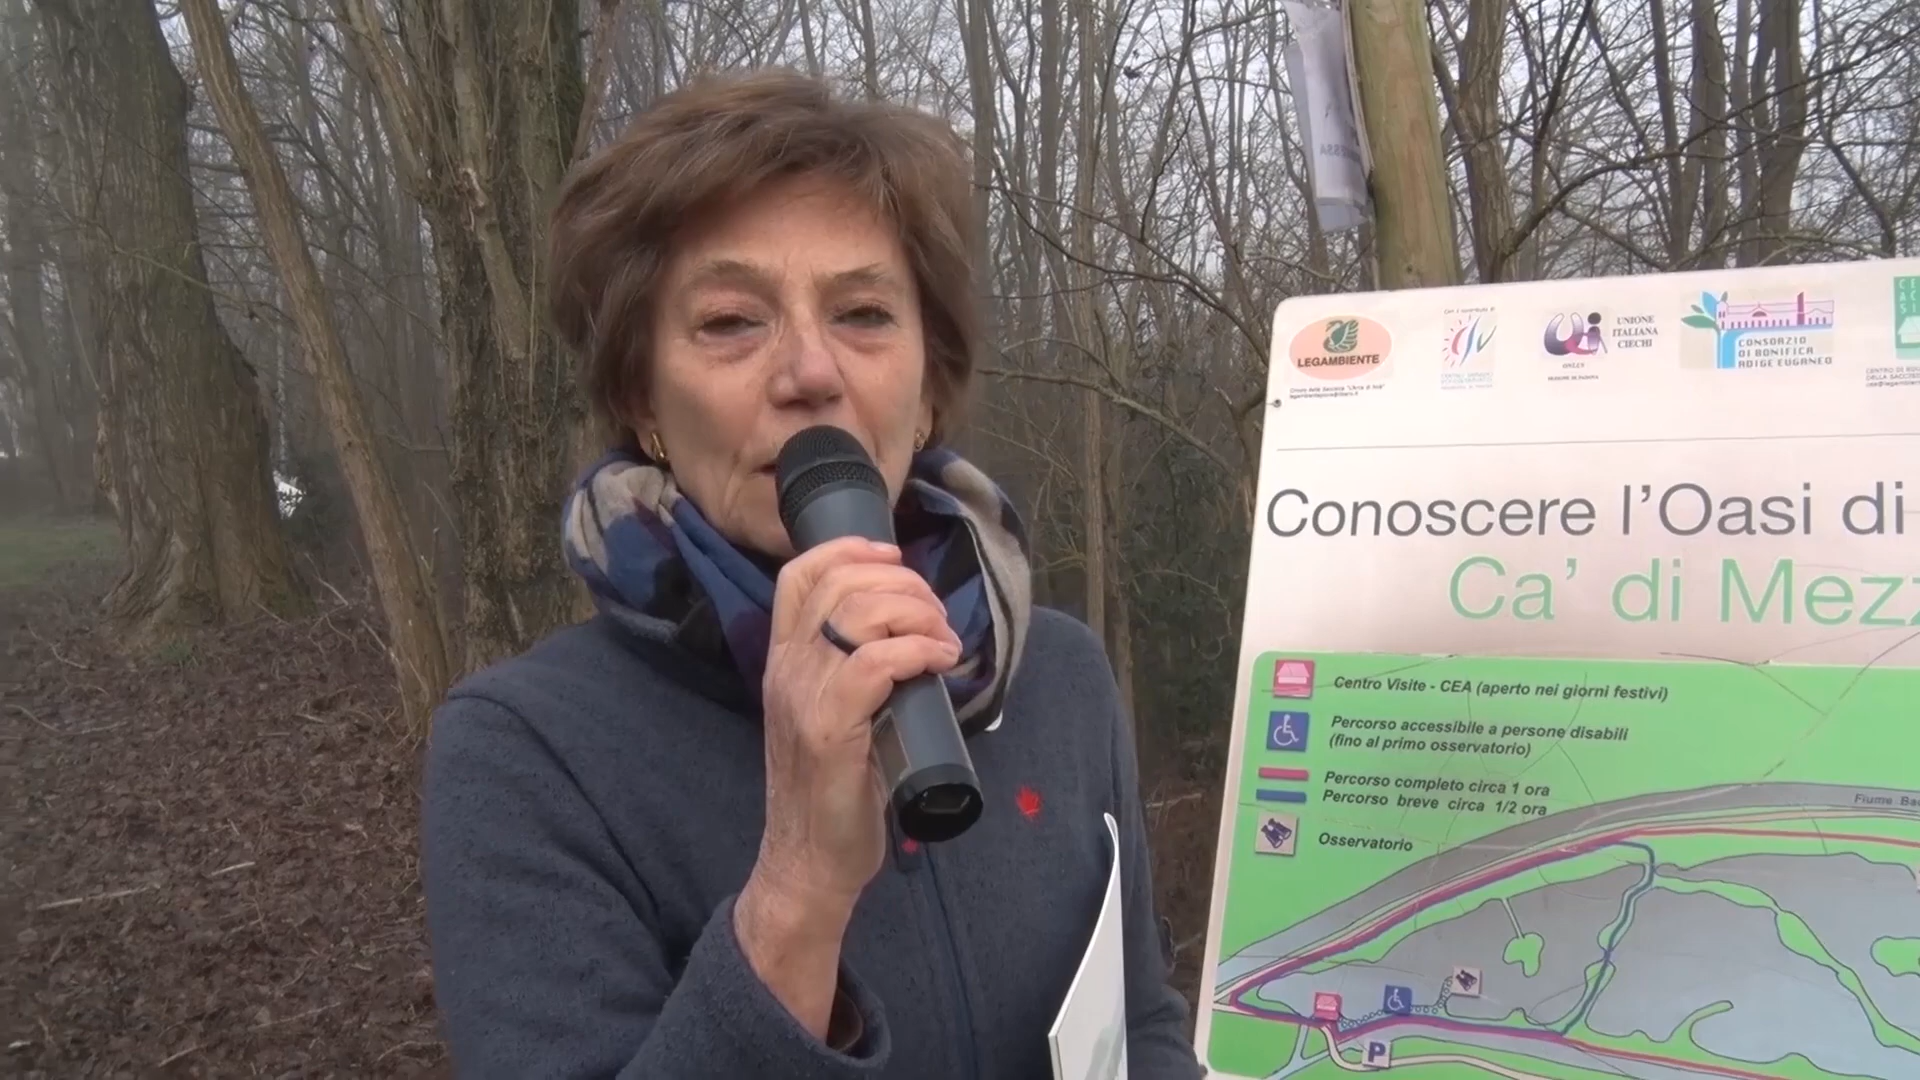 LEGAMBIENTE
UNIONE
ITALIANA
CIECHI
CONSORZIO
DI BONIFICA
ADIGE EUGANEO
Conoscere l'Oasi di
Ca' di Mezz
Centro Visite - CEA (aperto nei giorni festivi)
Percorso accessibile a persone disabili
(fino al primo osservatorio)
Percorso completo circa 1 ora
Percorso breve circa 1/2 ora
Osservatorio
Fiume Ba
P